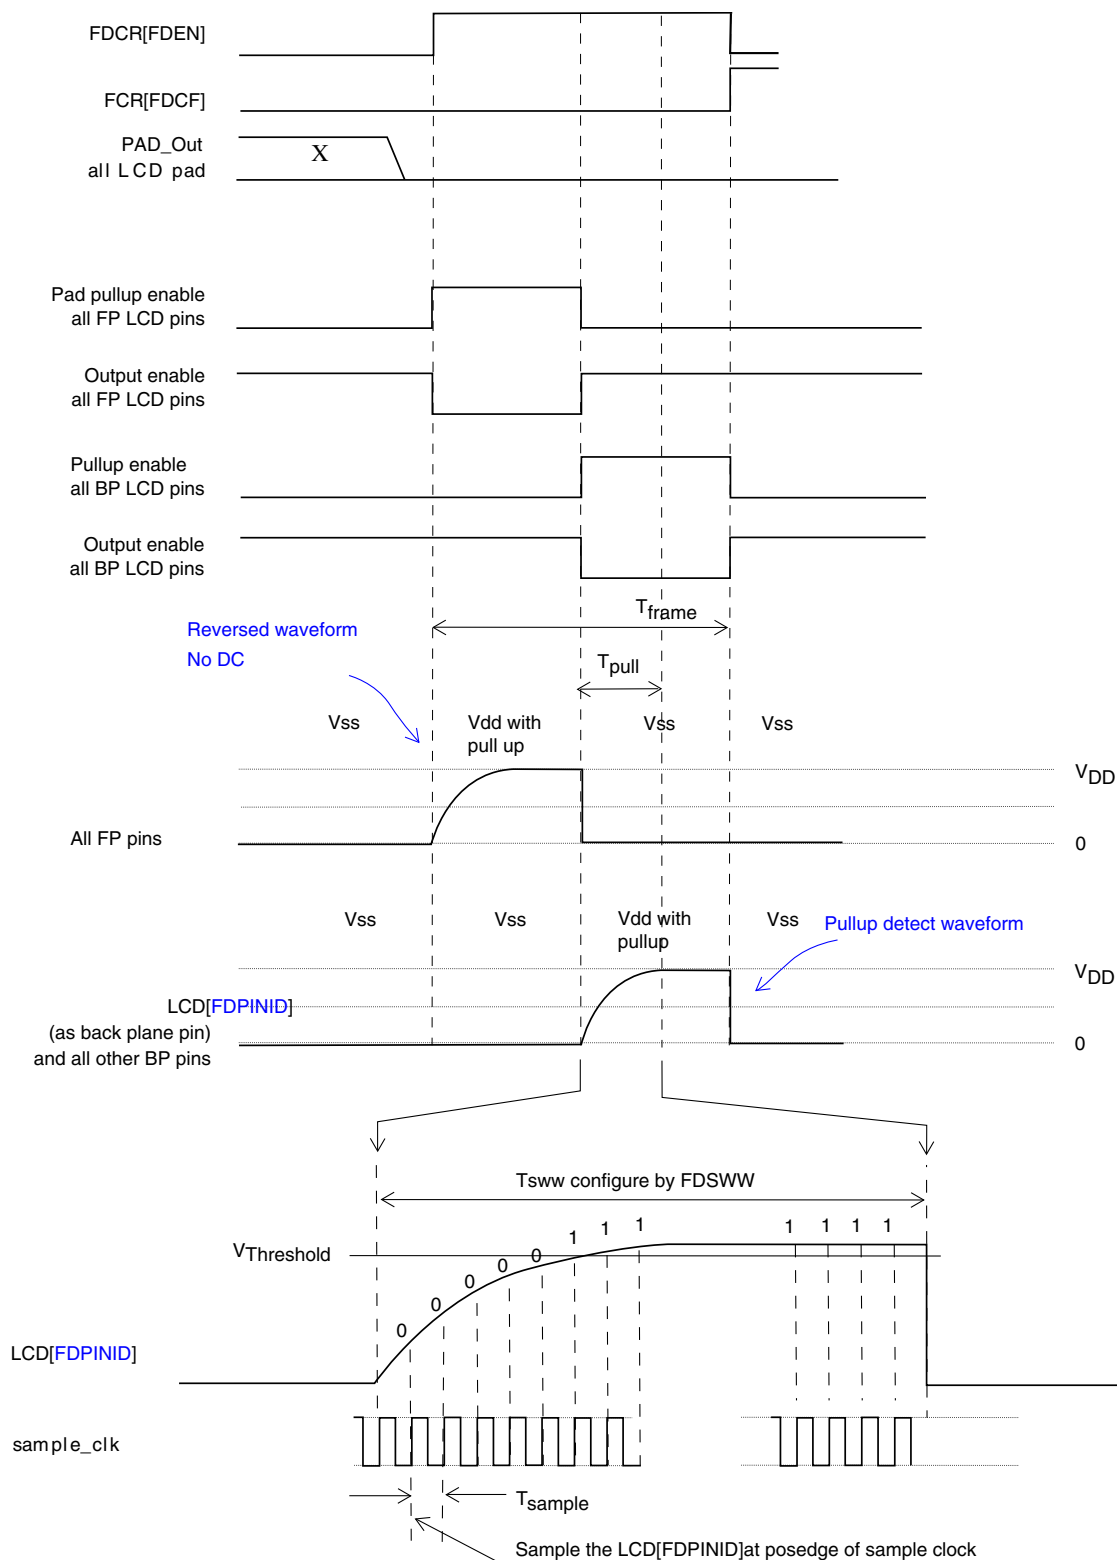 FDCR[FDEN]
FCR[FDCF]
PAD_Out
all LCD pad
X
Pad pullup enable
all FP LCD pins
Output enable
all FP LCD pins
Pullup enable
all BP LCD pins
Output enable
all BP LCD pins
Tframe
Reversed waveform
No DC
Tpull
Vss
Vdd with
pull up
Vss
Vss
VDD
All FP pins
0
Vss
Vss
Vdd with
pullup
Vss
Pullup detect waveform
VDD
LCD[FDPINID]
(as back plane pin)
and all other BP pins
0
Tsww configure by FDSWW
VThreshold
0 0 0 0 0 1 1 1 1 1 1 1
LCD[FDPINID]
sample_clk
Tsample
Sample the LCD[FDPINID]at posedge of sample clock